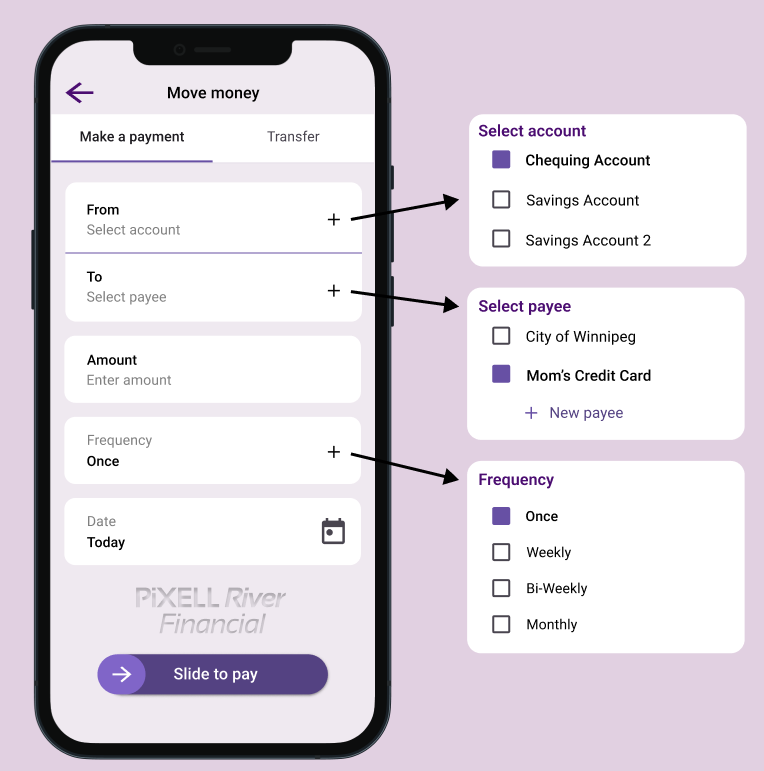 Move money
Make a payment
Transfer
From
Select account
To
Select payee
Amount
Enter amount
Frequency
Once
Date
Today
PiXELL River
Financial
Slide to pay
Select account
Chequing Account
Savings Account
Savings Account 2
Select payee
City of Winnipeg
Mom's Credit Card
+ New payee
Frequency
Once
Weekly
Bi-Weekly
Monthly